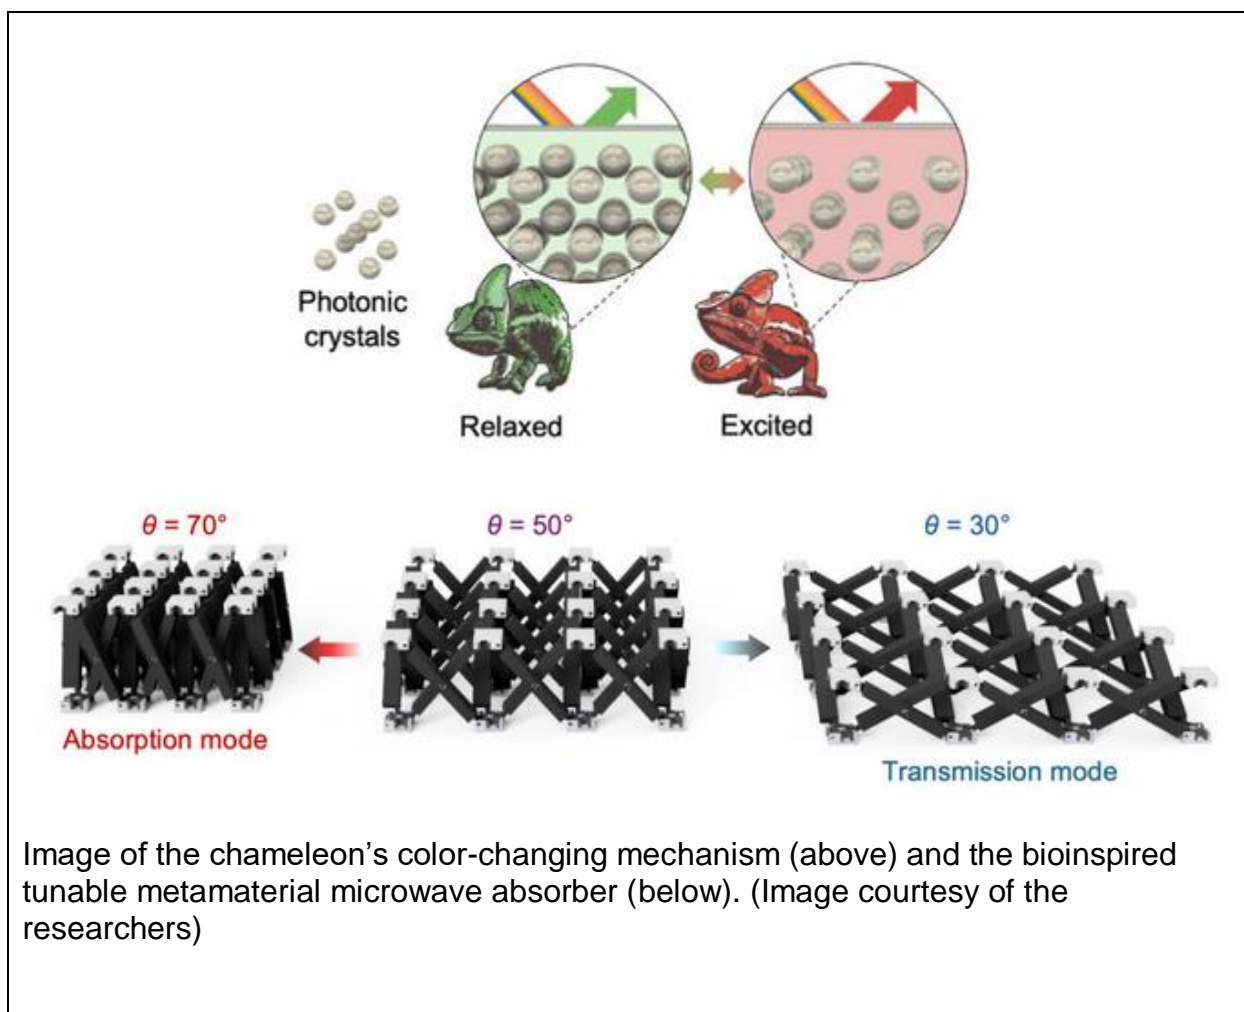 Photonic
crystals
Relaxed
Excited
θ = 70°
θ = 50°
θ = 30°
Absorption mode
Transmission mode
Image of the chameleon’s color-changing mechanism (above) and the bioinspired
tunable metamaterial microwave absorber (below). (Image courtesy of the
researchers)